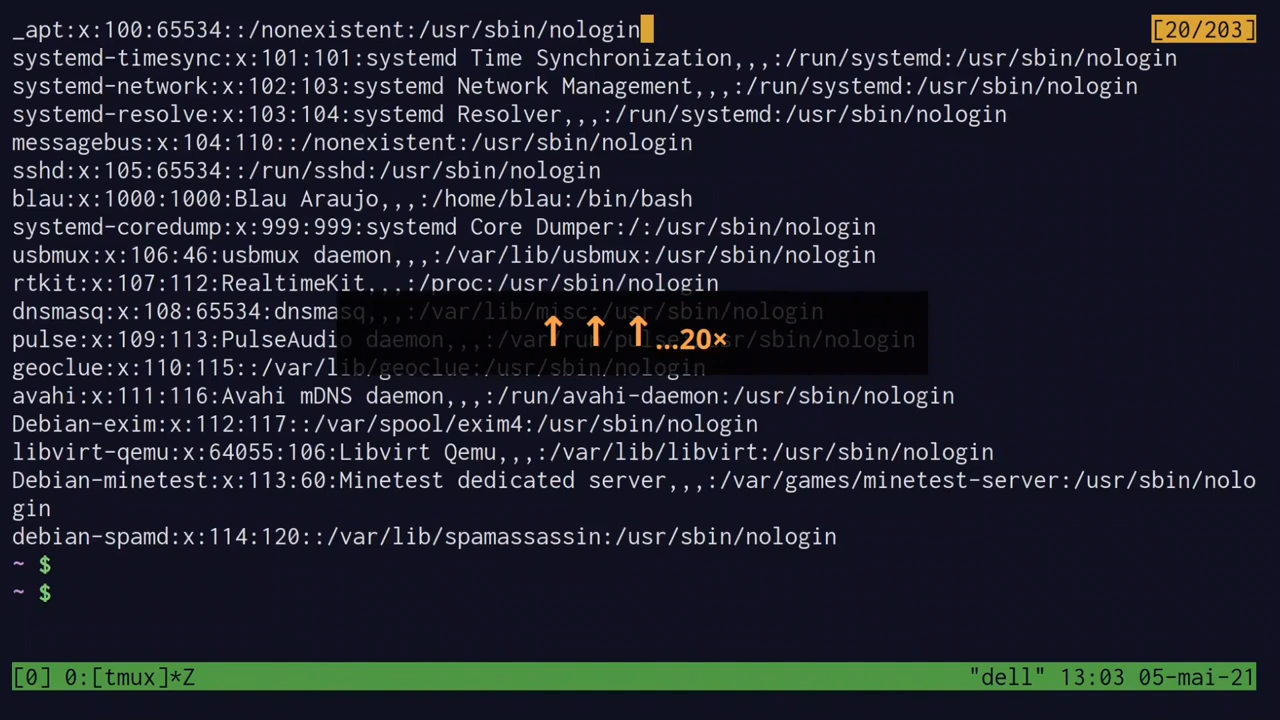 _apt:x:100:65534::/nonexistent:/usr/sbin/nologin [20/203]
systemd-timesync:x:101:101:systemd Time Synchronization,,,:/run/systemd:/usr/sbin/nologin
systemd-network:x:102:103:systemd Network Management,,,:/run/systemd:/usr/sbin/nologin
systemd-resolve:x:103:104:systemd Resolver,,,:/run/systemd:/usr/sbin/nologin
messagebus:x:104:110::/nonexistent:/usr/sbin/nologin
sshd:x:105:65534::/run/sshd:/usr/sbin/nologin
blau:x:1000:1000:Blau Araujo,,,:/home/blau:/bin/bash
systemd-coredump:x:999:999:systemd Core Dumper:/:/usr/sbin/nologin
usbmux:x:106:46:usbmux daemon,,,:/var/lib/usbmux:/usr/sbin/nologin
rtkit:x:107:112:RealtimeKit,,,:/proc:/usr/sbin/nologin
dnsmasq:x:108:65534:dnsmasq,,,:/var/lib/misc:/usr/sbin/nologin
↑ ↑ ↑...20×
pulse:x:109:113:PulseAudio daemon,,,:/var/run/pulse:/usr/sbin/nologin
geoclue:x:110:115::/var/lib/geoclue:/usr/sbin/nologin
avahi:x:111:116:Avahi mDNS daemon,,,:/run/avahi-daemon:/usr/sbin/nologin
Debian-exim:x:112:117::/var/spool/exim4:/usr/sbin/nologin
libvirt-qemu:x:64055:106:Libvirt Qemu,,,:/var/lib/libvirt:/usr/sbin/nologin
Debian-minetest:x:113:60:Minetest dedicated server,,,:/var/games/minetest-server:/usr/sbin/nolo
gin
debian-spamd:x:114:120::/var/lib/spamassassin:/usr/sbin/nologin
~ $
~ $
[0] 0:[tmux]*Z "dell" 13:03 05-mai-21